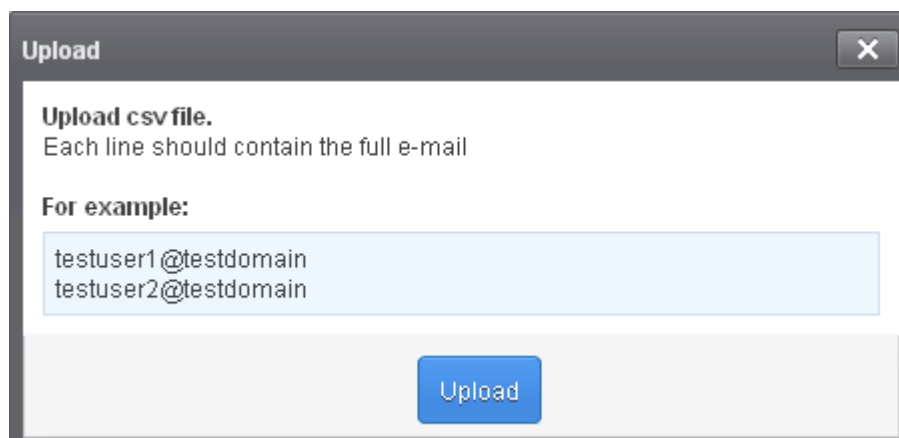 Upload
Upload csv file.
Each line should contain the full e-mail
For example:
testuser1@testdomain
testuser2@testdomain
Upload